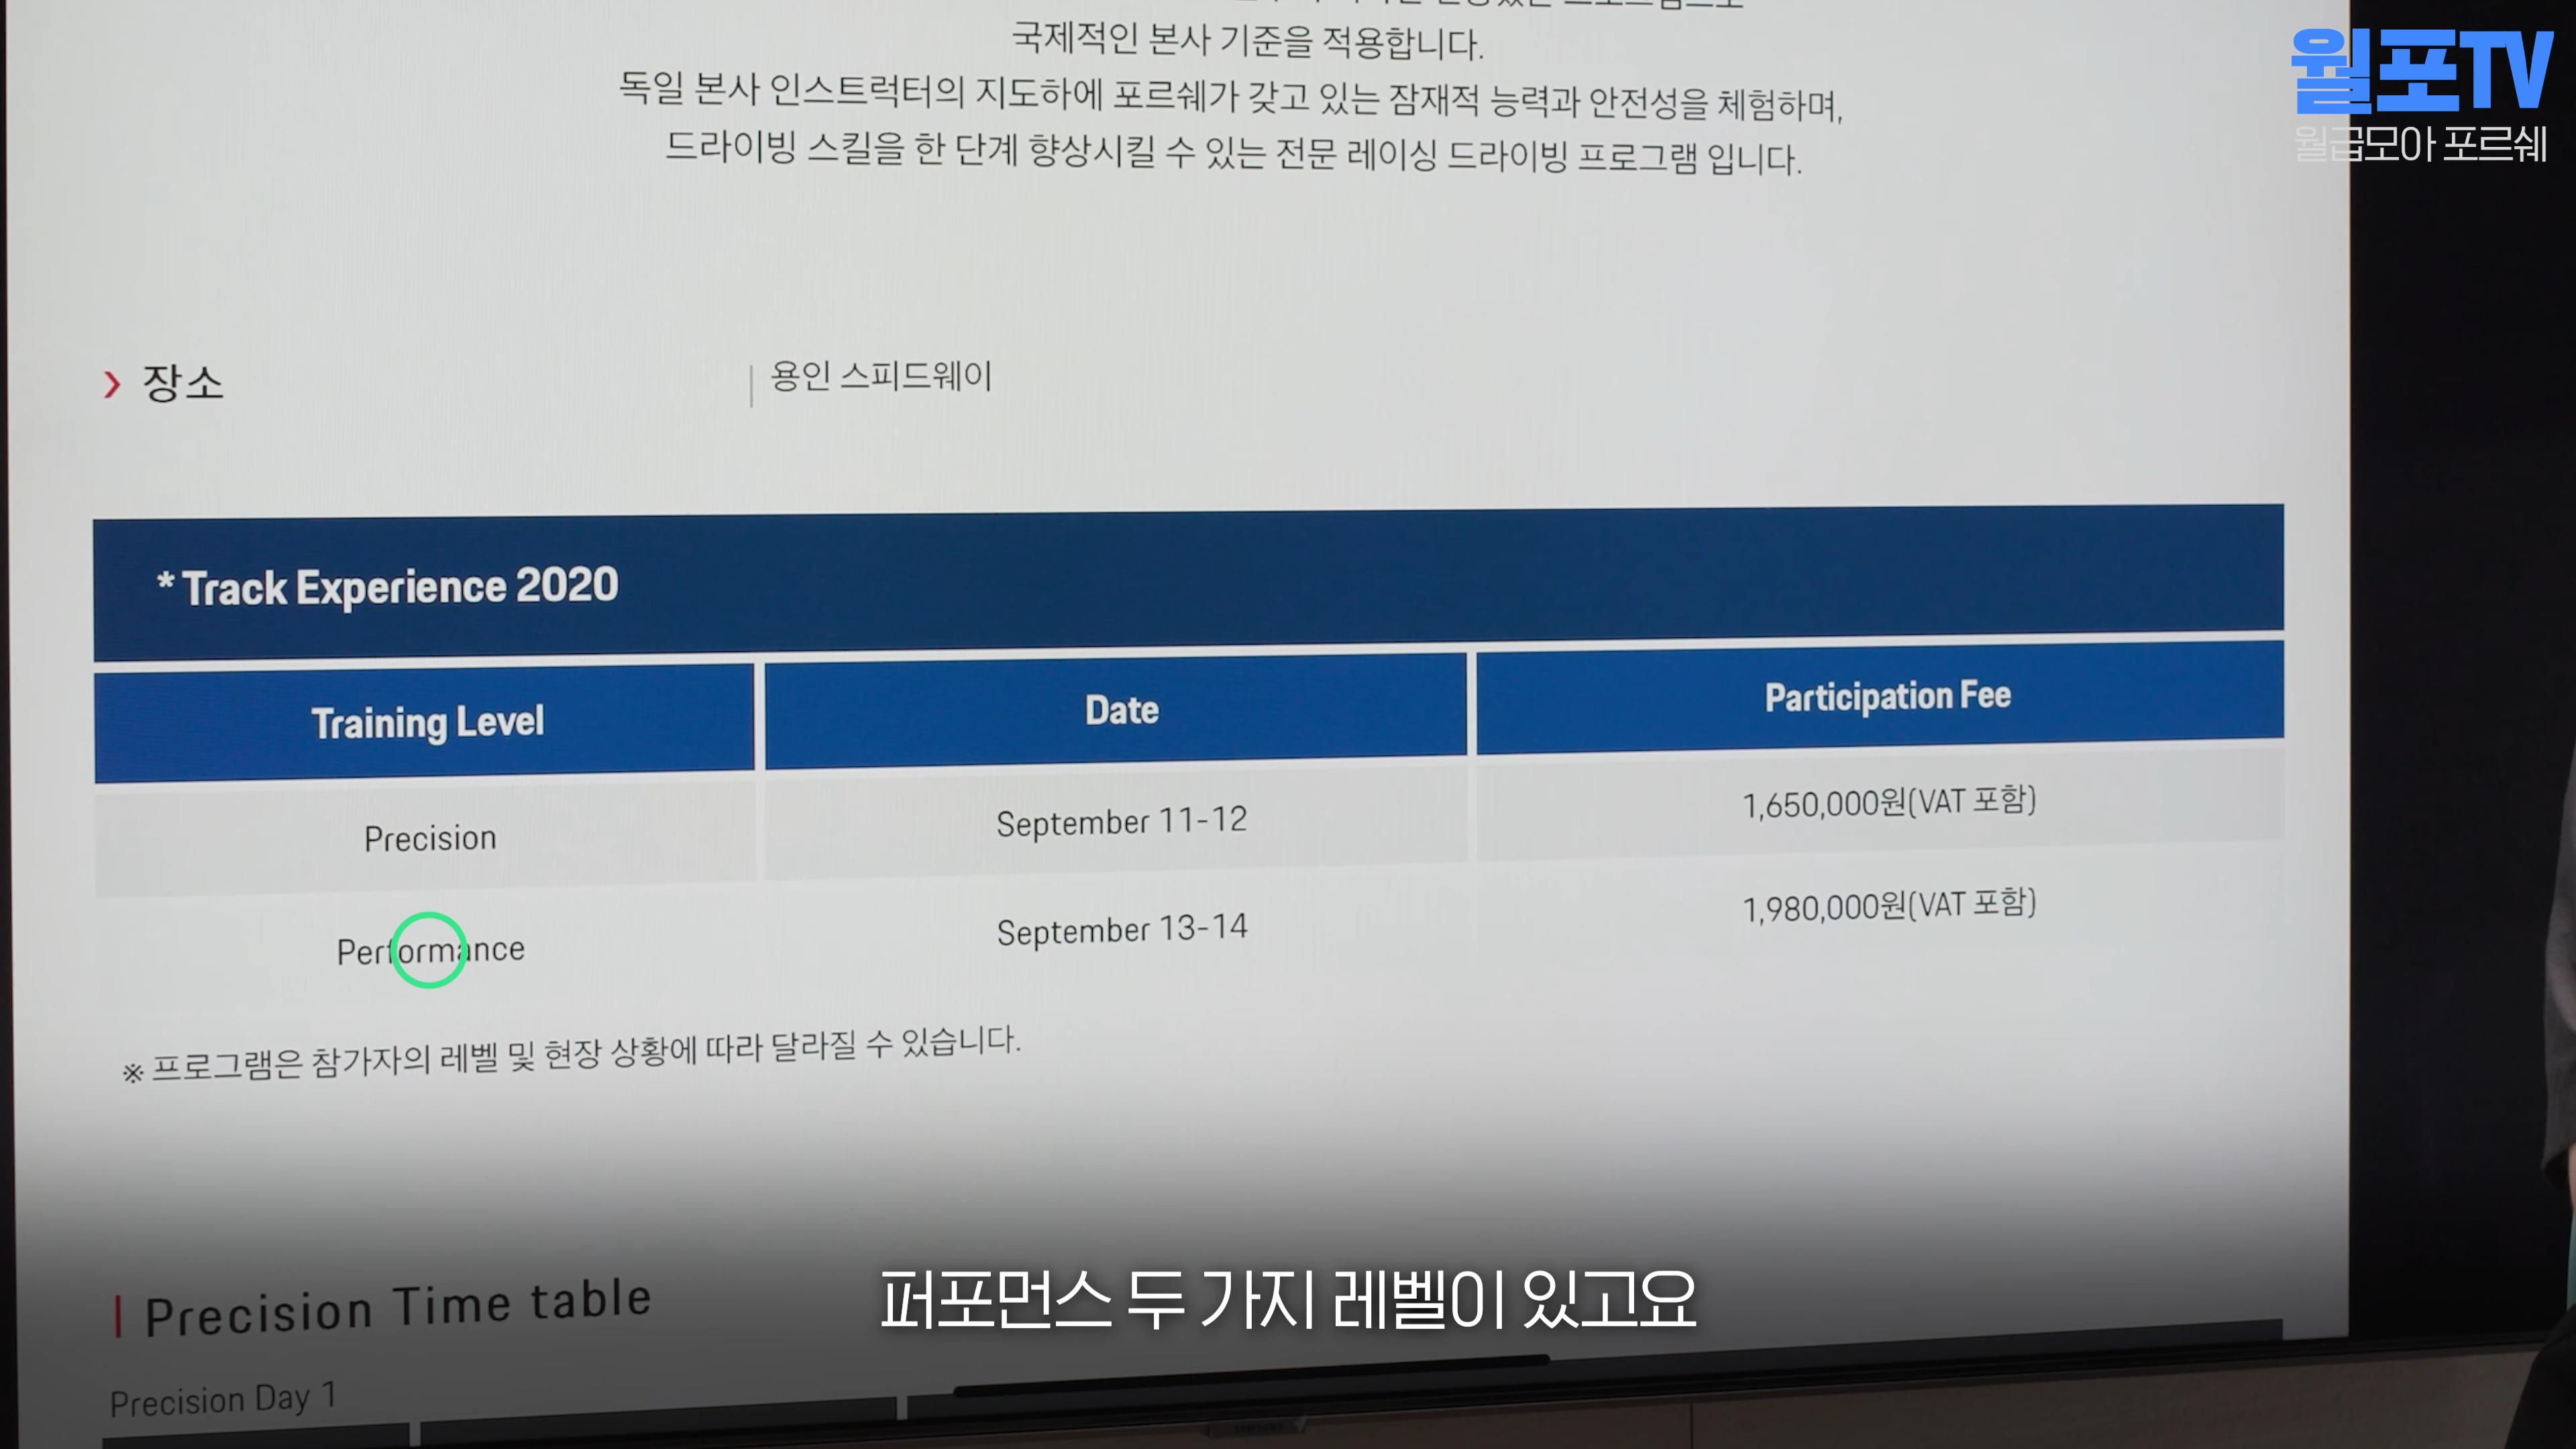 국제적인 본사 기준을 적용합니다.
독일 본사 인스트럭터의 지도하에 포르쉐가 갖고 있는 잠재적 능력과 안전성을 체험하며,
드라이빙 스킬을 한 단계 향상시킬 수 있는 전문 레이싱 드라이빙 프로그램 입니다.
월포TV
월급모아 포르쉐
› 장소
용인 스피드웨이
* Track Experience 2020
Training Level Date Participation Fee
Precision September 11-12 1,650,000원(VAT 포함)
Performance September 13-14 1,980,000원(VAT 포함)
※ 프로그램은 참가자의 레벨 및 현장 상황에 따라 달라질 수 있습니다.
Precision Time table
퍼포먼스 두 가지 레벨이 있고요
Precision Day 1